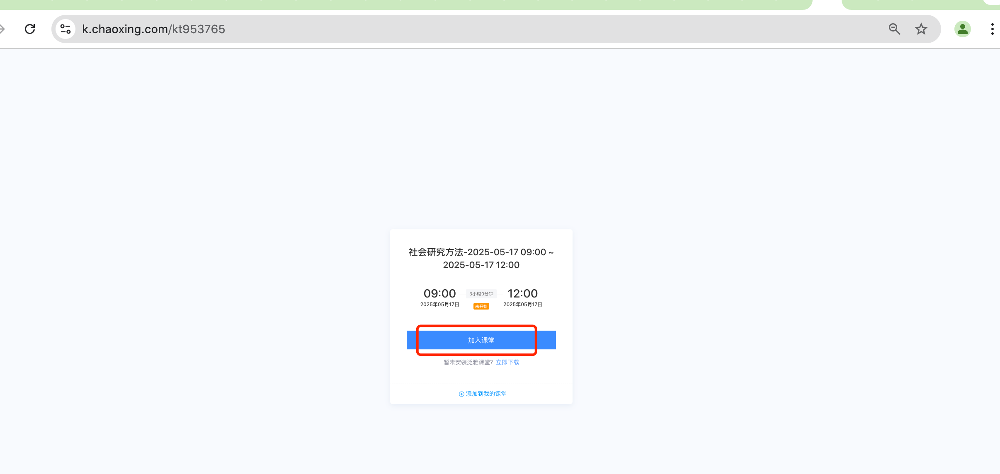 k.chaoxing.com/kt953765
社会研究方法-2025-05-17 09:00 ~
2025-05-17 12:00
09:00 3小时0分钟 12:00
2025年05月17日 未开始 2025年05月17日
加入课堂
暂未安装泛雅课堂? 立即下载
添加到我的课堂